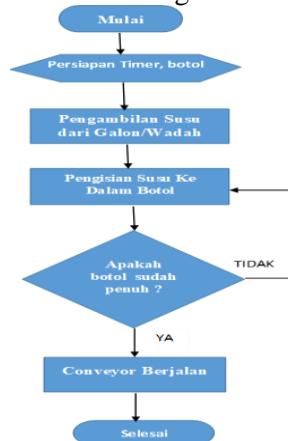 Mulai
Persiapan Timer, botol
Pengambilan Susu
dari Galon/Wadah
Pengisian Susu Ke
Dalam Botol
Apakah
botol sudah
penuh ?
TIDAK
YA
Conveyor Berjalan
Selesai